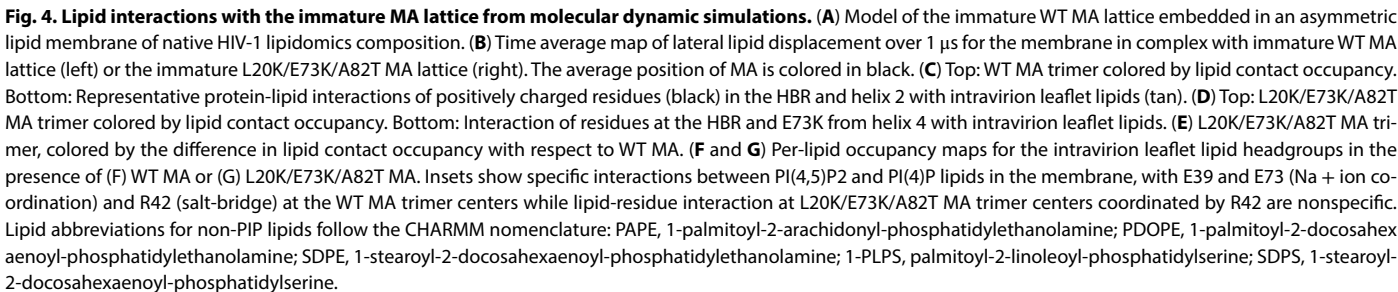 Fig. 4. Lipid interactions with the immature MA lattice from molecular dynamic simulations. (A) Model of the immature WT MA lattice embedded in an asymmetric
lipid membrane of native HIV-1 lipidomics composition. (B) Time average map of lateral lipid displacement over 1 μs for the membrane in complex with immature WT MA
lattice (left) or the immature L20K/E73K/A82T MA lattice (right). The average position of MA is colored in black. (C) Top: WT MA trimer colored by lipid contact occupancy.
Bottom: Representative protein-lipid interactions of positively charged residues (black) in the HBR and helix 2 with intravirion leaflet lipids (tan). (D) Top: L20K/E73K/A82T
MA trimer colored by lipid contact occupancy. Bottom: Interaction of residues at the HBR and E73K from helix 4 with intravirion leaflet lipids. (E) L20K/E73K/A82T MA tri-
mer, colored by the difference in lipid contact occupancy with respect to WT MA. (F and G) Per-lipid occupancy maps for the intravirion leaflet lipid headgroups in the
presence of (F) WT MA or (G) L20K/E73K/A82T MA. Insets show specific interactions between PI(4,5)P2 and PI(4)P lipids in the membrane, with E39 and E73 (Na + ion co-
ordination) and R42 (salt-bridge) at the WT MA trimer centers while lipid-residue interaction at L20K/E73K/A82T MA trimer centers coordinated by R42 are nonspecific.
Lipid abbreviations for non-PIP lipids follow the CHARMM nomenclature: PAPE, 1-palmitoyl-2-arachidonyl-phosphatidylethanolamine; PDOPE, 1-palmitoyl-2-docosahex
aenoyl-phosphatidylethanolamine; SDPE, 1-stearoyl-2-docosahexaenoyl-phosphatidylethanolamine; 1-PLPS, palmitoyl-2-linoleoyl-phosphatidylserine; SDPS, 1-stearoyl-
2-docosahexaenoyl-phosphatidylserine.